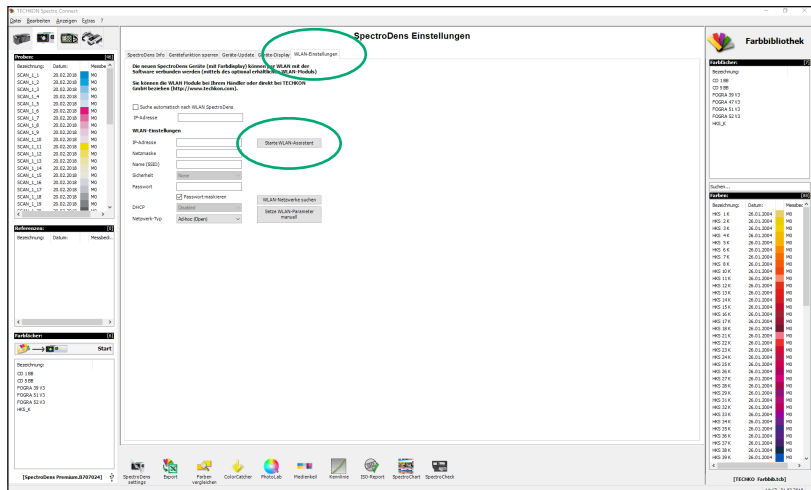 TECHKON Spectro Connect
Datei Bearbeiten Anzeigen Extras ?
SpectroDens Einstellungen
Farbbibliothek
Proben: [48]
Bezeichnung: Datum: Messbe
SCAN_1_1 20.02.2018 M0
SCAN_1_2 20.02.2018 M0
SCAN_1_3 20.02.2018 M0
SCAN_1_4 20.02.2018 M0
SCAN_1_5 20.02.2018 M0
SCAN_1_6 20.02.2018 M0
SCAN_1_7 20.02.2018 M0
SCAN_1_8 20.02.2018 M0
SCAN_1_9 20.02.2018 M0
SCAN_1_10 20.02.2018 M0
SCAN_1_11 20.02.2018 M0
SCAN_1_12 20.02.2018 M0
SCAN_1_13 20.02.2018 M0
SCAN_1_14 20.02.2018 M0
SCAN_1_15 20.02.2018 M0
SCAN_1_16 20.02.2018 M0
SCAN_1_17 20.02.2018 M0
SCAN_1_18 20.02.2018 M0
SCAN_1_19 20.02.2018 M0
Referenzen: [0]
Bezeichnung: Datum: Messbedi...
Farbfächer: [6]
Start
Bezeichnung:
CD 1 BB
CD 5 BB
FOGRA 39 V3
FOGRA 51 V3
FOGRA 52 V3
HKS_K
[SpectroDens Premium.B707024]
SpectroDens Info Gerätefunktion sperren Geräte-Update Geräte-Display WLAN-Einstellungen
Die neuen SpectroDens Geräte (mit Farbdisplay) können per WLAN mit der
Software verbunden werden (mittels des optional erhältlichen WLAN-Moduls)
Sie können die WLAN Module bei Ihrem Händler oder direkt bei TECHKON
GmbH beziehen (http://www.techkon.com).
Suche automatisch nach WLAN SpectroDens
IP-Adresse
WLAN-Einstellungen
IP-Adresse
Starte WLAN-Assistent
Netzmaske
Name (SSID)
Sicherheit None
Passwort
Passwort maskieren
WLAN-Netzwerke suchen
DHCP Disabled
Setze WLAN-Parameter
manuell
Netzwerk-Typ Adhoc (Open)
SpectroDens
settings
Export
Farben
vergleichen
ColorCatcher
PhotoLab
Medienkeil
Kennlinie
ISO-Report
SpectroChart
SpectroCheck
Farbfächer: [7]
Bezeichnung:
CD 1 BB
CD 5 BB
FOGRA 39 V3
FOGRA 47 V3
FOGRA 51 V3
FOGRA 52 V3
HKS_K
Suchen...
Farben: [88]
Bezeichnung: Datum: Messbec
HKS 1 K 26.01.2004 M0
HKS 2 K 26.01.2004 M0
HKS 3 K 26.01.2004 M0
HKS 4 K 26.01.2004 M0
HKS 5 K 26.01.2004 M0
HKS 6 K 26.01.2004 M0
HKS 7 K 26.01.2004 M0
HKS 8 K 26.01.2004 M0
HKS 10 K 26.01.2004 M0
HKS 11 K 26.01.2004 M0
HKS 12 K 26.01.2004 M0
HKS 13 K 26.01.2004 M0
HKS 14 K 26.01.2004 M0
HKS 15 K 26.01.2004 M0
HKS 16 K 26.01.2004 M0
HKS 17 K 26.01.2004 M0
HKS 18 K 26.01.2004 M0
HKS 21 K 26.01.2004 M0
HKS 22 K 26.01.2004 M0
HKS 23 K 26.01.2004 M0
HKS 24 K 26.01.2004 M0
HKS 25 K 26.01.2004 M0
HKS 26 K 26.01.2004 M0
HKS 27 K 26.01.2004 M0
HKS 28 K 26.01.2004 M0
HKS 29 K 26.01.2004 M0
HKS 31 K 26.01.2004 M0
HKS 32 K 26.01.2004 M0
HKS 33 K 26.01.2004 M0
HKS 34 K 26.01.2004 M0
HKS 35 K 26.01.2004 M0
HKS 36 K 26.01.2004 M0
HKS 37 K 26.01.2004 M0
HKS 38 K 26.01.2004 M0
HKS 39 K 26.01.2004 M0
[TECHKO Farbbib.tcb]